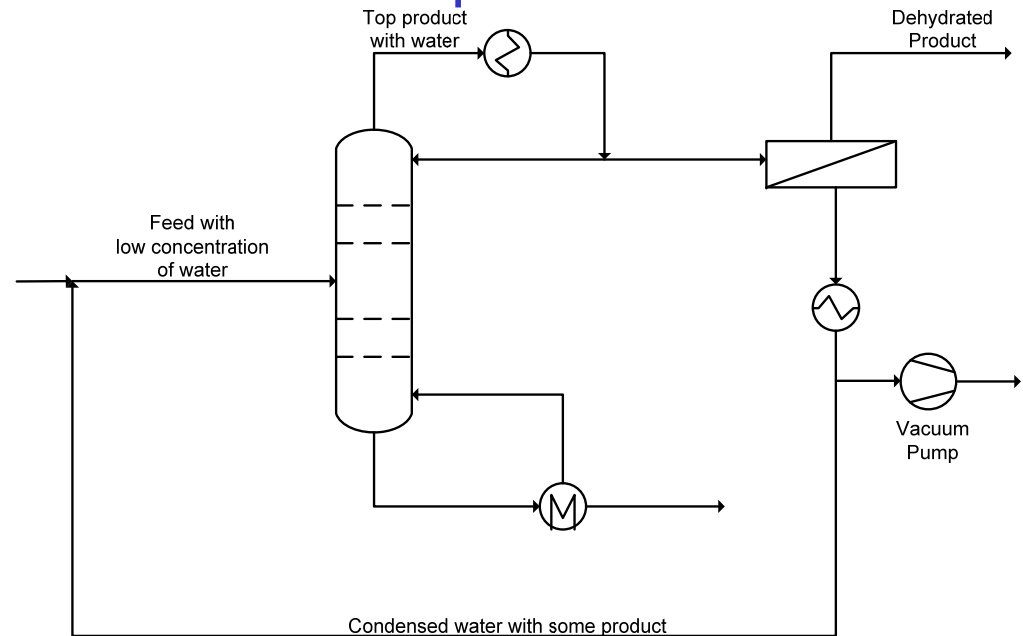 Top product
with water
Dehydrated
Product
Feed with
low concentration
of water
Vacuum
Pump
Condensed water with some product